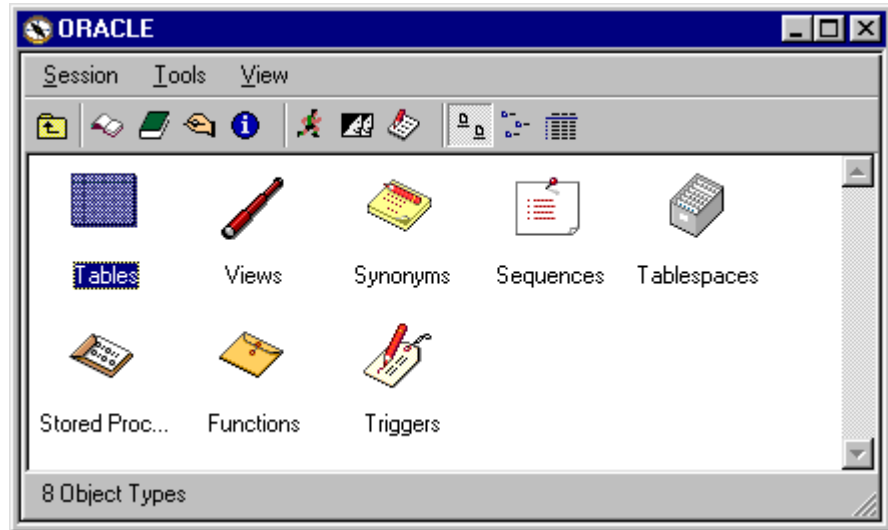 ORACLE
Session Tools View
Tables Views Synonyms Sequences Tablespaces
Stored Proc... Functions Triggers
8 Object Types